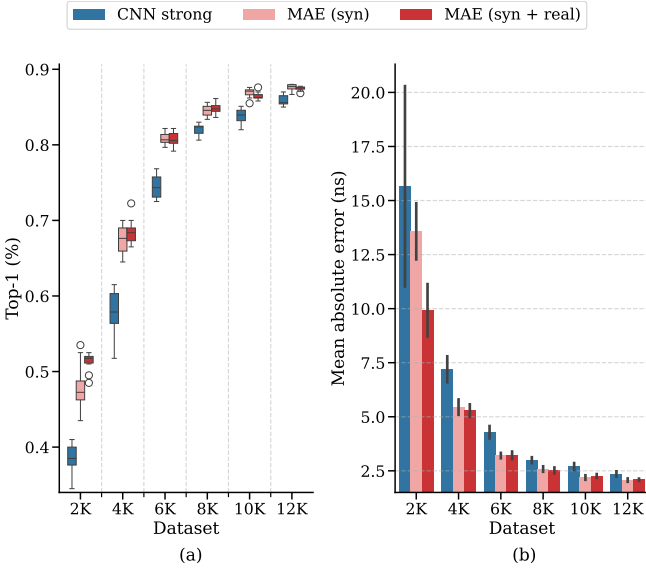 CNN strong MAE (syn) MAE (syn + real)
0.9
0.8
0.7
0.6
0.5
0.4
Top-1 (%)
2K 4K 6K 8K 10K 12K
Dataset
(a)
20.0
17.5
15.0
12.5
10.0
7.5
5.0
2.5
Mean absolute error (ns)
2K 4K 6K 8K 10K 12K
Dataset
(b)